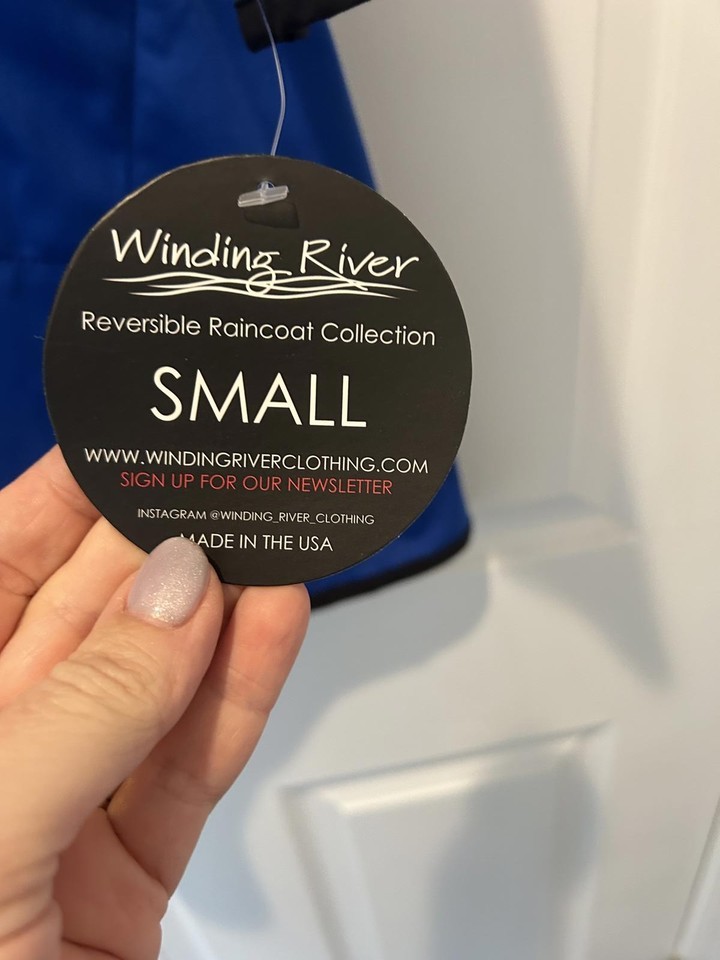 Winding River
Reversible Raincoat Collection
SMALL
WWW.WINDINGRIVERCLOTHING.COM
SIGN UP FOR OUR NEWSLETTER
INSTAGRAM @WINDING_RIVER_CLOTHING
MADE IN THE USA